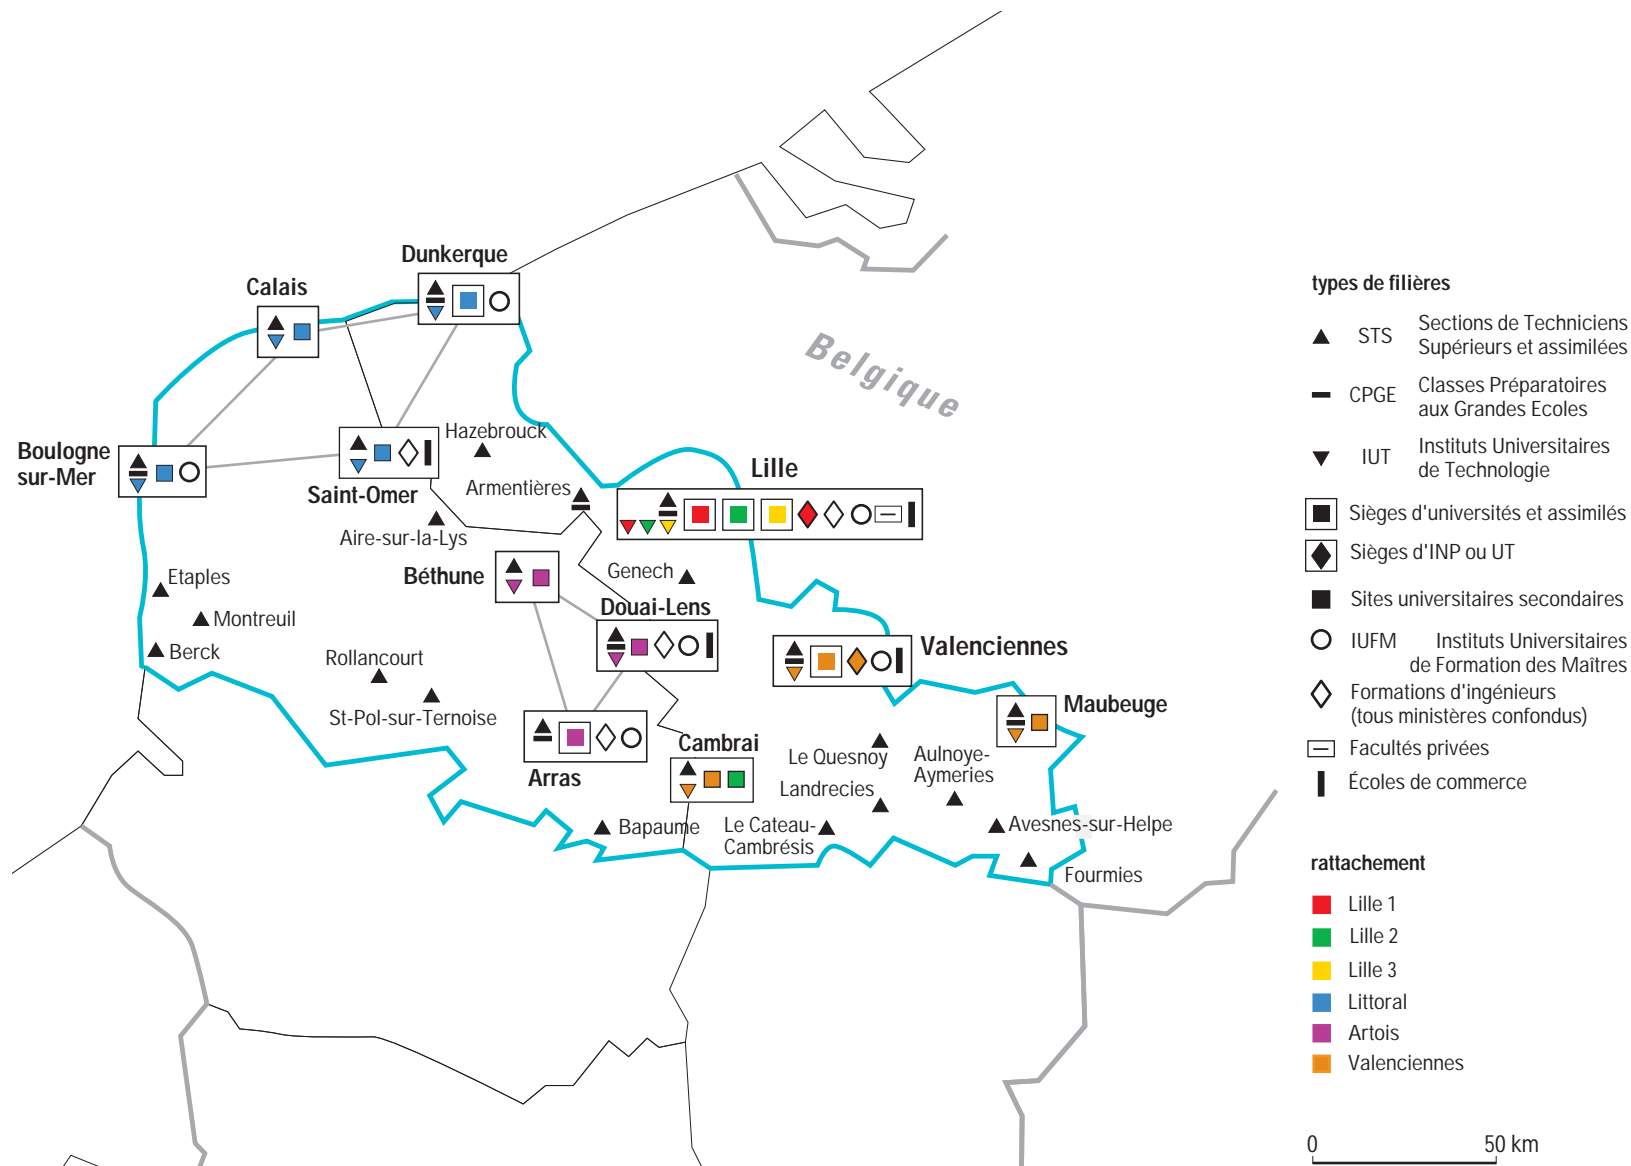 Dunkerque
Calais
Belgique
Boulogne
sur-Mer
Hazebrouck
Saint-Omer
Armentières
Lille
Aire-sur-la-Lys
Béthune
Genech
Etaples
Montreuil
Berck
Douai-Lens
Rollancourt
St-Pol-sur-Ternoise
Valenciennes
Maubeuge
Arras
Cambrai
Le Quesnoy
Aulnoye-
Aymeries
Landrecies
Bapaume
Le Cateau-
Cambrésis
Avesnes-sur-Helpe
Fourmies
types de filières
STS Sections de Techniciens
Supérieurs et assimilées
CPGE Classes Préparatoires
aux Grandes Ecoles
IUT Instituts Universitaires
de Technologie
Sièges d'universités et assimilés
Sièges d'INP ou UT
Sites universitaires secondaires
IUFM Instituts Universitaires
de Formation des Maîtres
Formations d'ingénieurs
(tous ministères confondus)
Facultés privées
Écoles de commerce
rattachement
Lille 1
Lille 2
Lille 3
Littoral
Artois
Valenciennes
0 50 km